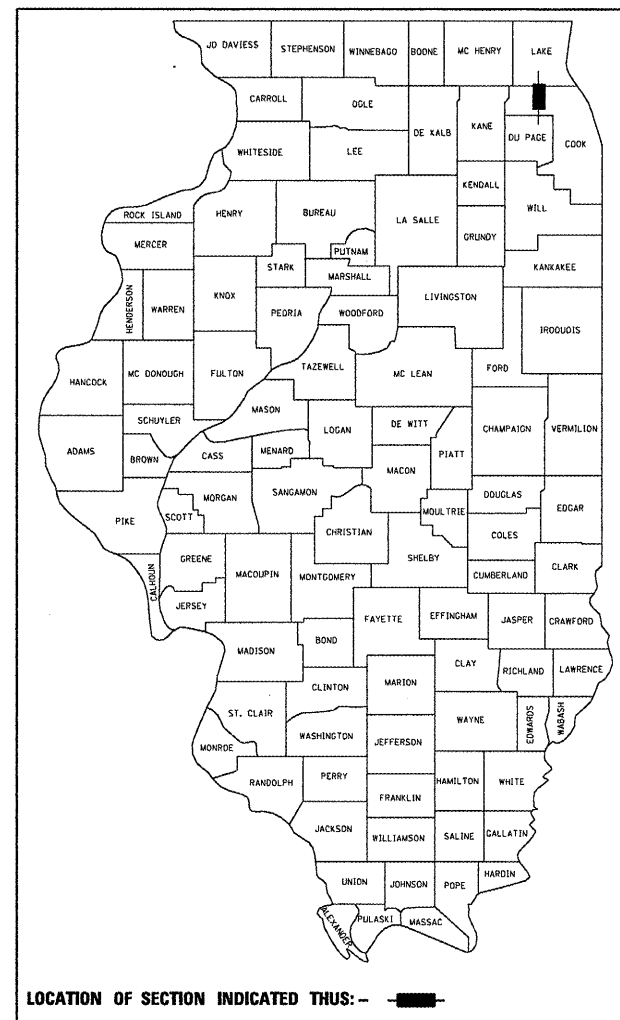 JO DAVIESS STEPHENSON WINNEBAGO BOONE MC HENRY LAKE
CARROLL OGLE DE KALB KANE DU PAGE COOK
WHITESIDE LEE
KENDALL WILL
ROCK ISLAND HENRY BUREAU LA SALLE GRUNDY
MERCER PUTNAM
KANKAKEE
STARK MARSHALL
HENDERSON WARREN KNOX PEORIA WOODFORD LIVINGSTON IROQUOIS
HANCOCK MC DONOUGH FULTON TAZEWELL MC LEAN FORD
MASON
SCHUYLER LOGAN DE WITT CHAMPAIGN VERMILION
ADAMS BROWN CASS MENARD MACON PIATT
MORGAN SANGAMON DOUGLAS EDGAR
PIKE SCOTT CHRISTIAN MOULTRIE COLES
GREENE SHELBY CLARK
CALHOUN MACOUPIN MONTGOMERY CUMBERLAND
JERSEY FAYETTE EFFINGHAM JASPER CRAWFORD
MADISON BOND
CLAY RICHLAND LAWRENCE
CLINTON MARION
ST. CLAIR WAYNE EDWARDS WABASH
MONROE WASHINGTON JEFFERSON
RANDOLPH PERRY HAMILTON WHITE
FRANKLIN
JACKSON WILLIAMSON SALINE GALLATIN
UNION JOHNSON POPE HARDIN
ALEXANDER PULASKI MASSAC
LOCATION OF SECTION INDICATED THUS: -